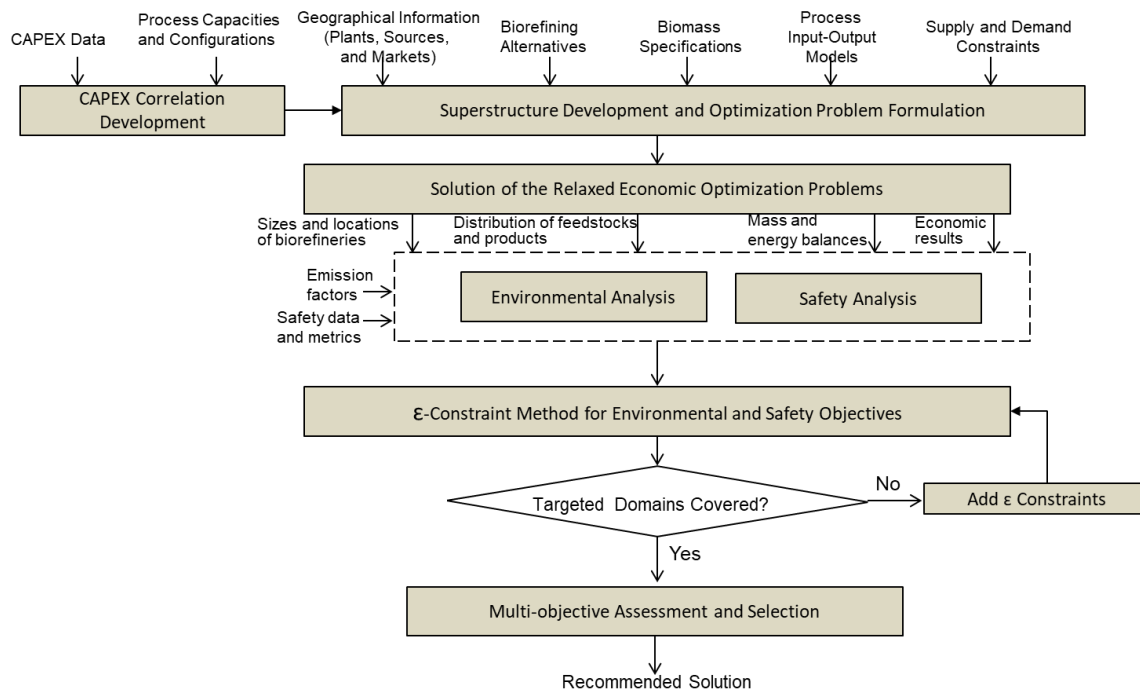 CAPEX Data
Process Capacities
and Configurations
Geographical Information
(Plants, Sources,
and Markets)
Biorefining
Alternatives
Biomass
Specifications
Process
Input-Output
Models
Supply and Demand
Constraints
CAPEX Correlation
Development
Superstructure Development and Optimization Problem Formulation
Solution of the Relaxed Economic Optimization Problems
Sizes and locations
of biorefineries
Distribution of feedstocks
and products
Mass and
energy balances
Economic
results
Emission
factors
Safety data
and metrics
Environmental Analysis
Safety Analysis
ε-Constraint Method for Environmental and Safety Objectives
Targeted Domains Covered?
No
Add ε Constraints
Yes
Multi-objective Assessment and Selection
Recommended Solution